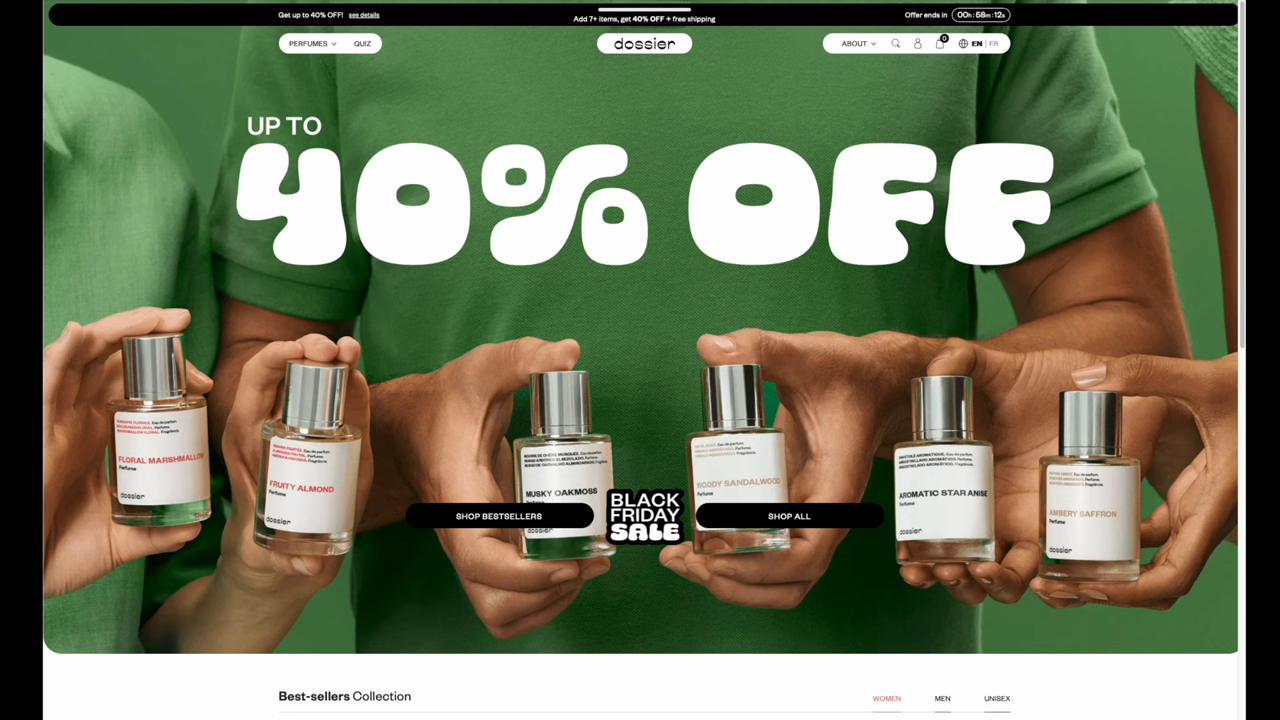 Get up to 40% OFF! see details
Add 7+ items, get 40% OFF + free shipping
Offer ends in 00h : 58m : 12s
PERFUMES QUIZ
dossier
ABOUT 0 EN | FR
UP TO
40% OFF
FLORAL MARSHMALLOW
Perfume
dossier
FRUITY ALMOND
Perfume
dossier
MUSKY OAKMOSS
Perfume
dossier
WOODY SANDALWOOD
Perfume
AROMATIC STAR ANISE
Perfume
dossier
AMBERY SAFFRON
Perfume
dossier
SHOP BESTSELLERS
BLACK
FRIDAY
SALE
SHOP ALL
Best-sellers Collection
WOMEN MEN UNISEX